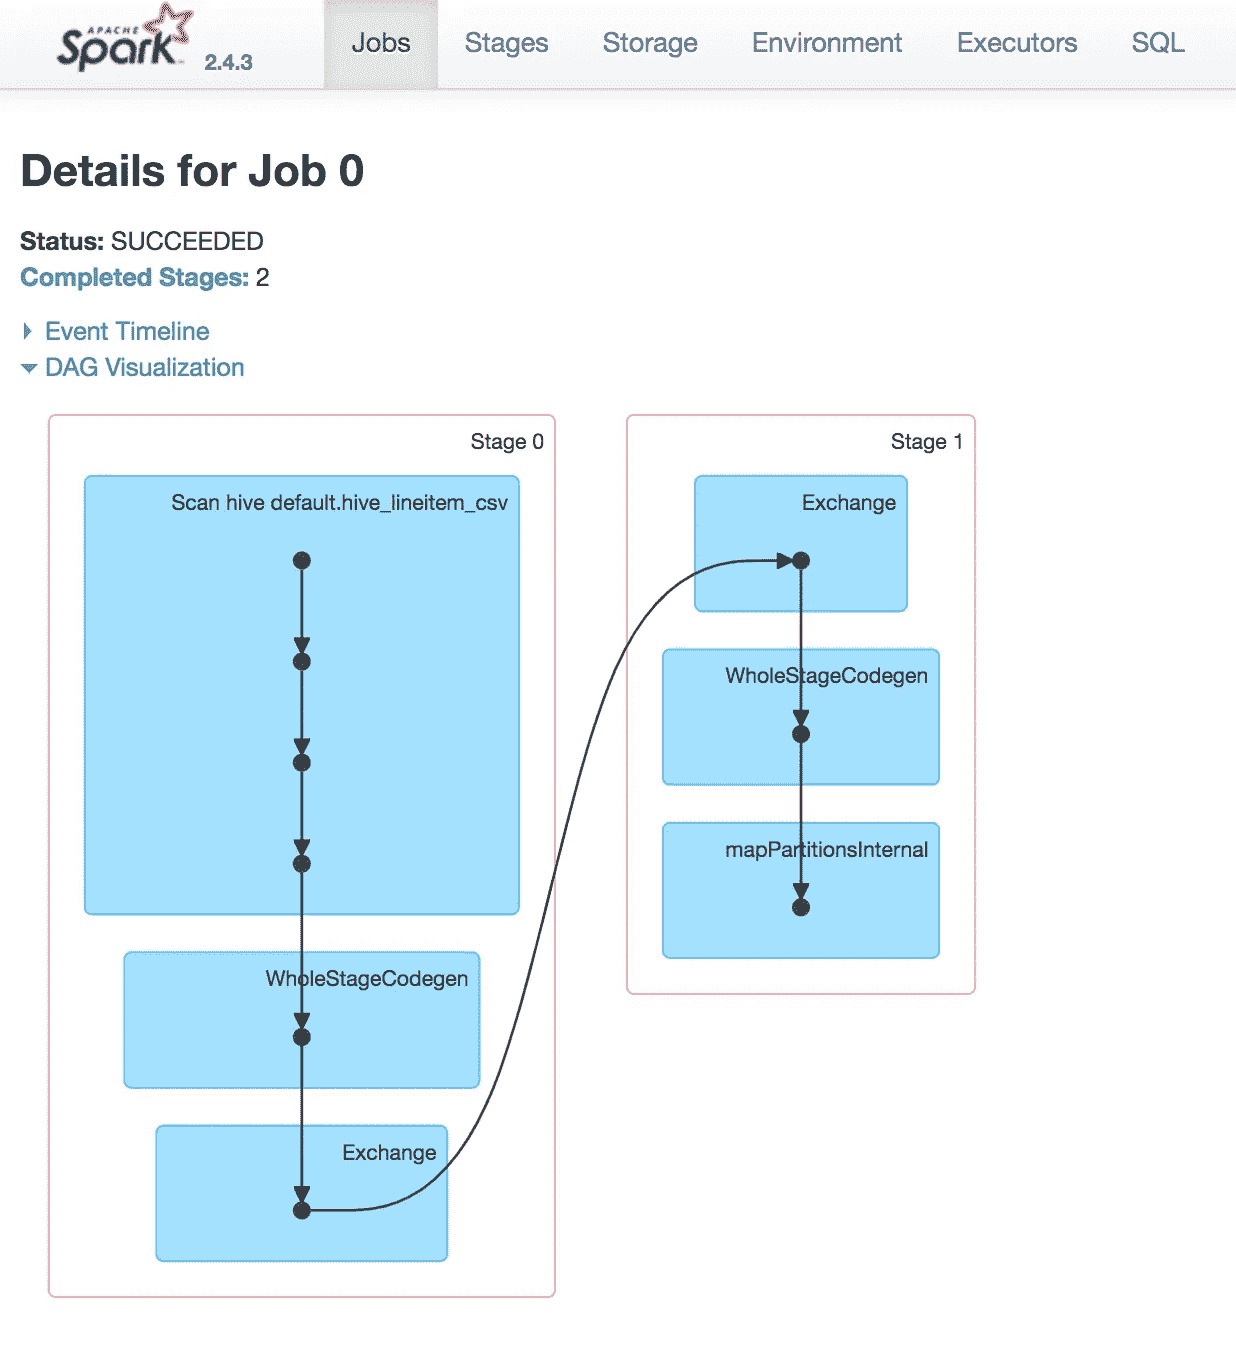 APACHE
Spark 2.4.3 Jobs Stages Storage Environment Executors SQL
Details for Job 0
Status: SUCCEEDED
Completed Stages: 2
Event Timeline
DAG Visualization
Stage 0
Scan hive default.hive_lineitem_csv
WholeStageCodegen
Exchange
Stage 1
Exchange
WholeStageCodegen
mapPartitionsInternal